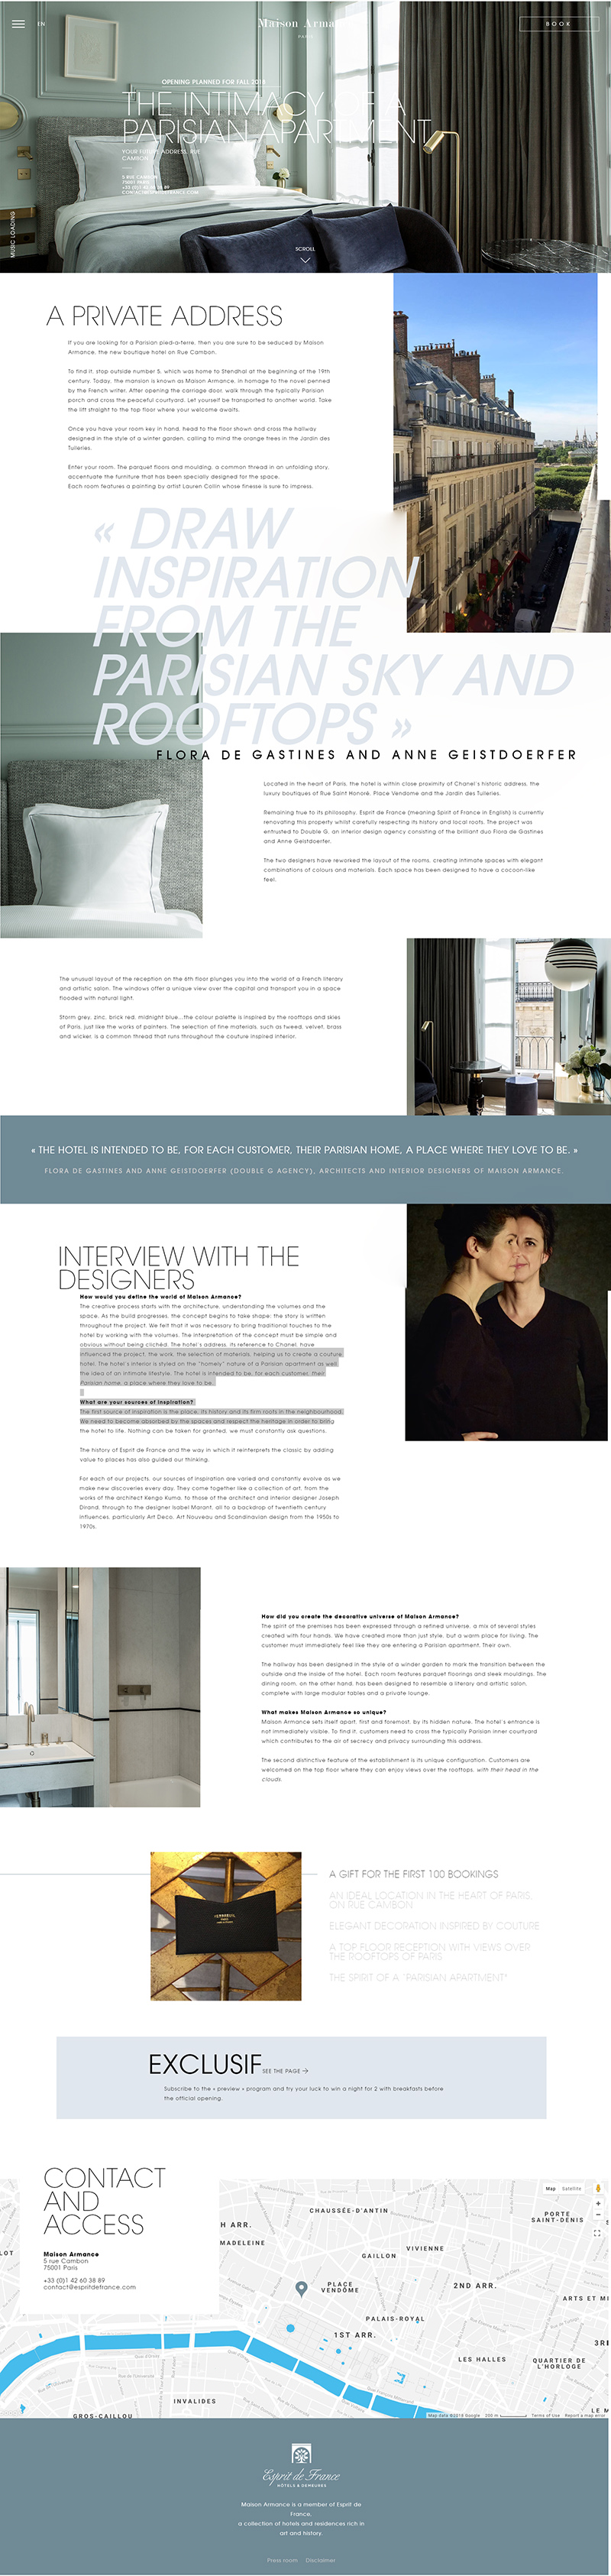 EN
Maison Arma
PARIS
BOOK
OPENING PLANNED FOR FALL 2018
THE INTIMACY OF A
PARISIAN APARTMENT
YOUR ADDRESS, RUE
CAMBON
5 RUE CAMBON
75001 PARIS
MUSIC LOADING
SCROLL
A PRIVATE ADDRESS
If you are looking for a Parisian pied-a-terre, then you are sure to be seduced by Maison
Armance, the new boutique hotel on Rue Cambon.
To find it, stop outside number 5, which was home to Stendhal at the beginning of the 19th
century. Today, the mansion is known as Maison Armance, in homage to the novel penned
by the French writer. After opening the carriage door, walk through the typically Parisian
porch and cross the peaceful courtyard. Let yourself be transported to another world. Take
the lift straight to the top floor where your welcome awaits.
Once you have your room key in hand, head to the floor shown and cross the hallway
designed in the style of a winter garden, calling to mind the orange trees in the Jardin des
Tuileries.
Enter your room. The parquet floors and moulding, a common thread in an unfolding story,
accentuate the furniture that has been specially designed for the space.
Each room features a painting by artist Lauren Collin whose finesse is sure to impress.
« DRAW
INSPIRATION
FROM THE
PARISIAN SKY AND
ROOFTOPS »
FLORA DE GASTINES AND ANNE GEISTDOERFER
Located in the heart of Paris, the hotel is within close proximity of Chanel's historic address, the
luxury boutiques of Rue Saint Honoré, Place Vendome and the Jardin des Tuileries.
Remaining true to its philosophy, Esprit de France (meaning Spirit of France in English) is currently
renovating this property whilst carefully respecting its history and local roots. The project was
entrusted to Double G, an interior design agency consisting of the brilliant duo Flora de Gastines
and Anne Geistdoerfer.
The two designers have reworked the layout of the rooms, creating intimate spaces with elegant
combinations of colours and materials. Each space has been designed to have a cocoon-like
feel.
The unusual layout of the reception on the 6th floor plunges you into the world of a French literary
and artistic salon. The windows offer a unique view over the capital and transport you in a space
flooded with natural light.
Storm grey, zinc, brick red, midnight blue...the colour palette is inspired by the rooftops and skies
of Paris, just like the works of painters. The selection of fine materials, such as tweed, velvet, brass
and wicker, is a common thread that runs throughout the couture inspired interior.
« THE HOTEL IS INTENDED TO BE, FOR EACH CUSTOMER, THEIR PARISIAN HOME, A PLACE WHERE THEY LOVE TO BE. »
FLORA DE GASTINES AND ANNE GEISTDOERFER (DOUBLE G AGENCY), ARCHITECTS AND INTERIOR DESIGNERS OF MAISON ARMANCE.
INTERVIEW WITH THE
DESIGNERS
How would you define the world of Maison Armance?
The creative process starts with the architecture, understanding the volumes and the
space. As the build progresses, the concept begins to take shape; the story is written
throughout the project. We felt that it was necessary to bring traditional touches to the
hotel by working with the volumes. The interpretation of the concept must be simple and
obvious without being clichéd. The hotel's address, its reference to Chanel, have
influenced the project, the work, the selection of materials, helping us to create a couture
hotel. The hotel's interior is styled on the "homely" nature of a Parisian apartment as well
the idea of an intimate lifestyle. The hotel is intended to be, for each customer, their
Parisian home, a place where they love to be.
What are your sources of inspiration?
The first source of inspiration is the place, its history and its firm roots in the neighbourhood.
We need to become absorbed by the spaces and respect the heritage in order to bring
the hotel to life. Nothing can be taken for granted, we must constantly ask questions.
The history of Esprit de France and the way in which it reinterprets the classic by adding
value to places has also guided our thinking.
For each of our projects, our sources of inspiration are varied and constantly evolve as we
make new discoveries every day. They come together like a collection of art, from the
works of the architect Kengo Kuma, to those of the architect and interior designer Joseph
Dirand, through to the designer Isabel Marant, all to a backdrop of twentieth century
influences, particularly Art Deco, Art Nouveau and Scandinavian design from the 1950s to
1970s.
How did you create the decorative universe of Maison Armance?
The spirit of the premises has been expressed through a refined universe, a mix of several styles
created with four hands. We have created more than just style, but a warm place for living. The
customer must immediately feel like they are entering a Parisian apartment. Their own.
The hallway has been designed in the style of a winder garden to mark the transition between the
outside and the inside of the hotel. Each room features parquet floorings and sleek mouldings. The
dining room, on the other hand, has been designed to resemble a literary and artistic salon,
complete with large modular tables and a private lounge.
What makes Maison Armance so unique?
Maison Armance sets itself apart, first and foremost, by its hidden nature. The hotel's entrance is
not immediately visible. To find it, customers need to cross the typically Parisian inner courtyard
which contributes to the air of secrecy and privacy surrounding this address.
The second distinctive feature of the establishment is its unique configuration. Customers are
welcomed on the top floor where they can enjoy views over the rooftops, with their head in the
clouds.
A GIFT FOR THE FIRST 100 BOOKINGS
AN IDEAL LOCATION IN THE HEART OF PARIS,
ON RUE CAMBON
ELEGANT DECORATION INSPIRED BY COUTURE
A TOP FLOOR RECEPTION WITH VIEWS OVER
THE ROOFTOPS OF PARIS
THE SPIRIT OF A "PARISIAN APARTMENT"
EXCLUSIF
SEE THE PAGE →
Subscribe to the « preview » program and try your luck to win a night for 2 with breakfasts before
the official opening.
CONTACT
AND
ACCESS
Maison Armance
5 rue Cambon
75001 Paris
+33 (0)1 42 60 38 89
contact@espritdefrance.com
Map Satellite
CHAUSSÉE-D'ANTIN
PORTE
SAINT-DENIS
H ARR.
MADELEINE
VIVIENNE
GAILLON
LOT
PLACE
VENDÔME
2ND ARR.
ARTS ET MI
PALAIS-ROYAL
1ST ARR.
3RI
LES HALLES
QUARTIER DE
L'HORLOGE
INVALIDES
LE M
GROS-CAILLOU
Map data ©2018 Google 200 m Terms of Use Report a map error
Esprit de France
HÔTELS & DEMEURES
Maison Armance is a member of Esprit de
France,
a collection of hotels and residences rich in
art and history.
Press room Disclaimer